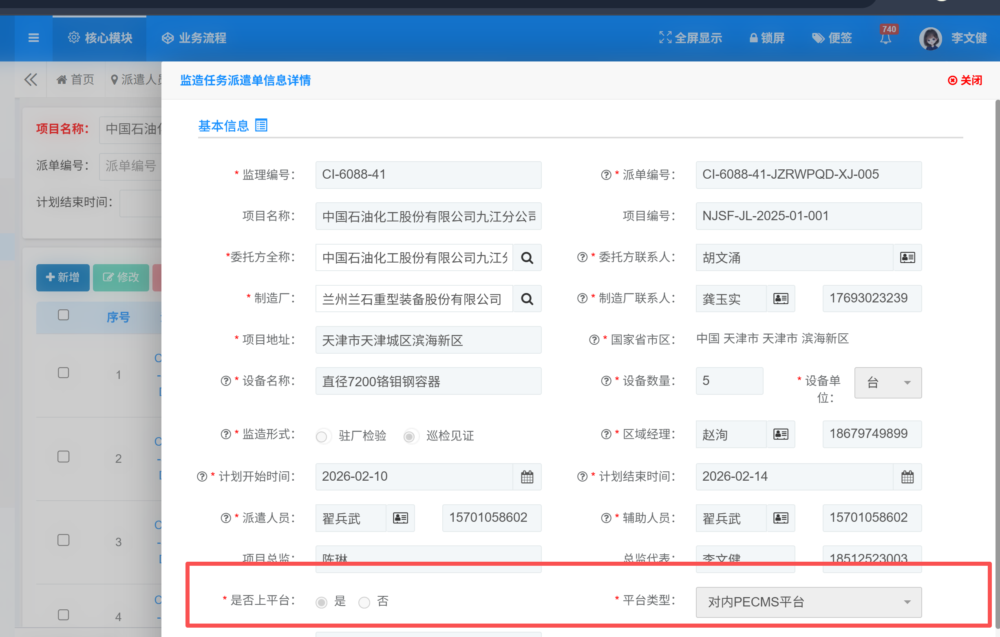 核心模块 业务流程 全屏显示 锁屏 便签 740 李文健
首页 派遣人
监造任务派遣单信息详情 关闭
项目名称： 中国石油
派单编号： 派单编号
计划结束时间：
新增 修改
序号
1
2
3
4
基本信息
* 监理编号： CI-6088-41 * 派单编号： CI-6088-41-JZRWPQD-XJ-005
项目名称： 中国石油化工股份有限公司九江分公司 项目编号： NJSF-JL-2025-01-001
*委托方全称： 中国石油化工股份有限公司九江 * 委托方联系人： 胡文涌
* 制造厂： 兰州兰石重型装备股份有限公司 * 制造厂联系人： 龚玉实 17693023239
* 项目地址： 天津市天津城区滨海新区 * 国家省市区： 中国 天津市 天津市 滨海新区
* 设备名称： 直径7200铬钼钢容器 * 设备数量： 5 * 设备单位： 台
* 监造形式： 驻厂检验 巡检见证 * 区域经理： 赵洵 18679749899
* 计划开始时间： 2026-02-10 * 计划结束时间： 2026-02-14
* 派遣人员： 翟兵武 15701058602 * 辅助人员： 翟兵武 15701058602
项目总监： 陈琳 总监代表： 李文健 18512523003
* 是否上平台： 是 否 * 平台类型： 对内PECMS平台